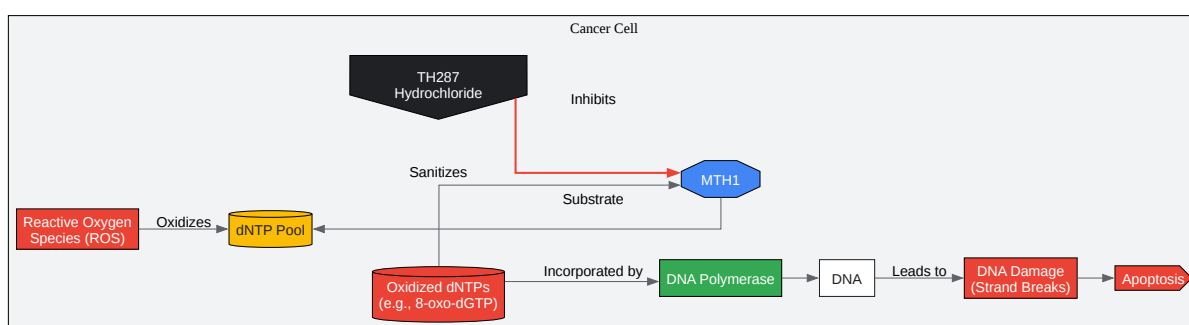 Cancer Cell
TH287
Hydrochloride
Inhibits
Sanitizes
MTH1
Substrate
Reactive Oxygen
Species (ROS)
Oxidizes
dNTP Pool
Oxidized dNTPs
(e.g., 8-oxo-dGTP)
Incorporated by
DNA Polymerase
DNA
Leads to
DNA Damage
(Strand Breaks)
Apoptosis